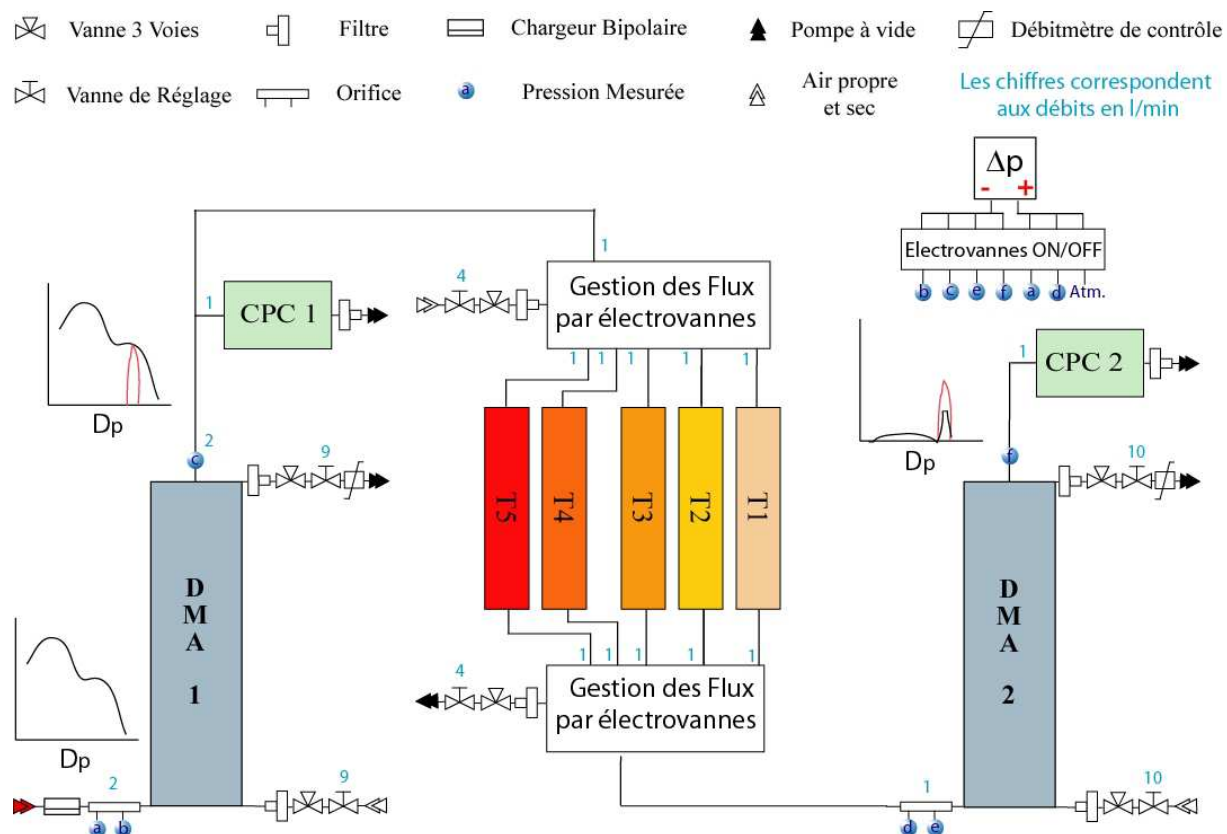 Vanne 3 Voies
Filtre
Chargeur Bipolaire
Pompe à vide
Débitmètre de contrôle
Vanne de Réglage
Orifice
a
Pression Mesurée
Air propre
et sec
Les chiffres correspondent
aux débits en l/min
Δp
- +
Electrovannes ON/OFF
b c e f a d Atm.
1
4
Gestion des Flux
par électrovannes
1
CPC 1
1 1 1 1 1
Dp
1
CPC 2
Dp
2
c
9
f
10
T5
T4
T3
T2
T1
DMA 1
DMA 2
Dp
1 1 1 1 1
4
Gestion des Flux
par électrovannes
2
a b
9
1
d e
10